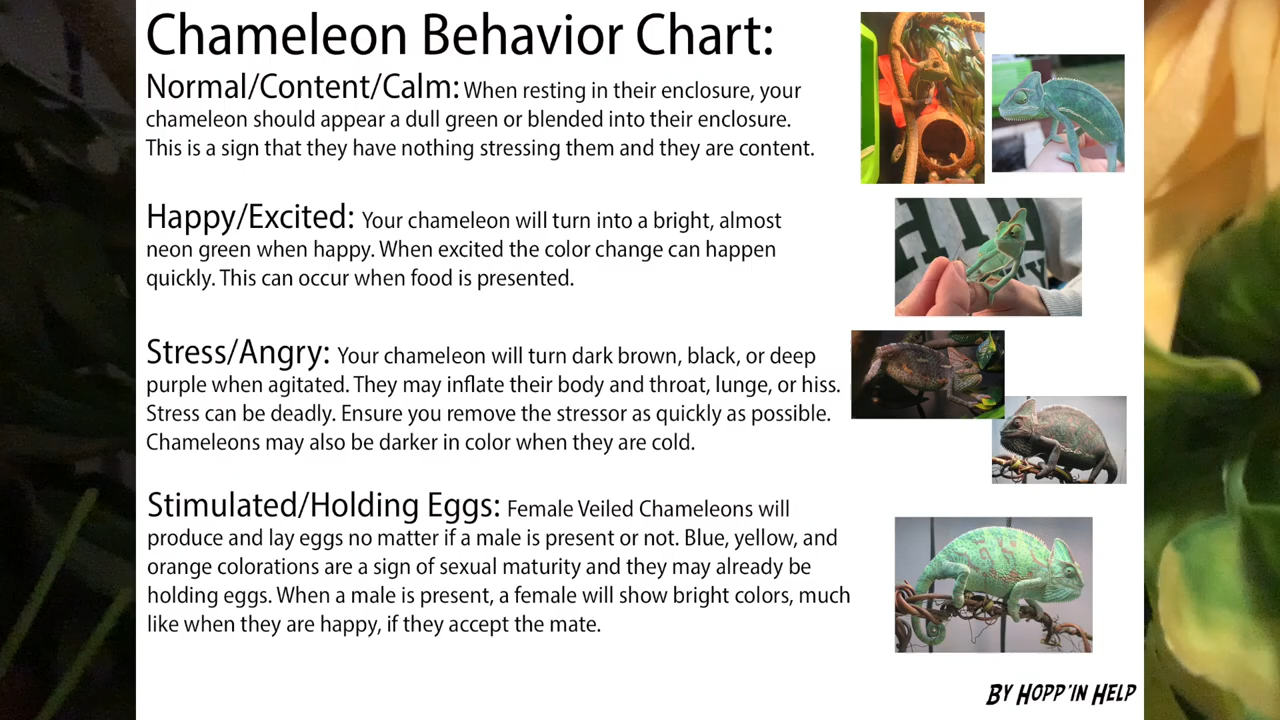 Chameleon Behavior Chart:
Normal/Content/Calm: When resting in their enclosure, your
chameleon should appear a dull green or blended into their enclosure.
This is a sign that they have nothing stressing them and they are content.
Happy/Excited: Your chameleon will turn into a bright, almost
neon green when happy. When excited the color change can happen
quickly. This can occur when food is presented.
Stress/Angry: Your chameleon will turn dark brown, black, or deep
purple when agitated. They may inflate their body and throat, lunge, or hiss.
Stress can be deadly. Ensure you remove the stressor as quickly as possible.
Chameleons may also be darker in color when they are cold.
Stimulated/Holding Eggs: Female Veiled Chameleons will
produce and lay eggs no matter if a male is present or not. Blue, yellow, and
orange colorations are a sign of sexual maturity and they may already be
holding eggs. When a male is present, a female will show bright colors, much
like when they are happy, if they accept the mate.
By Hopp'in Help